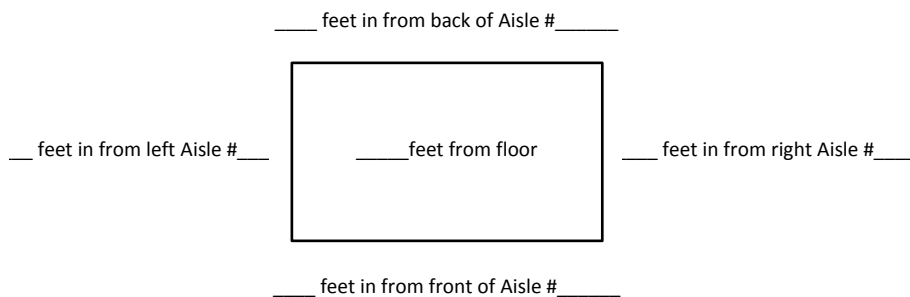 ____ feet in from back of Aisle #______
__ feet in from left Aisle #___
_____feet from floor
___ feet in from right Aisle #____
____ feet in from front of Aisle #______